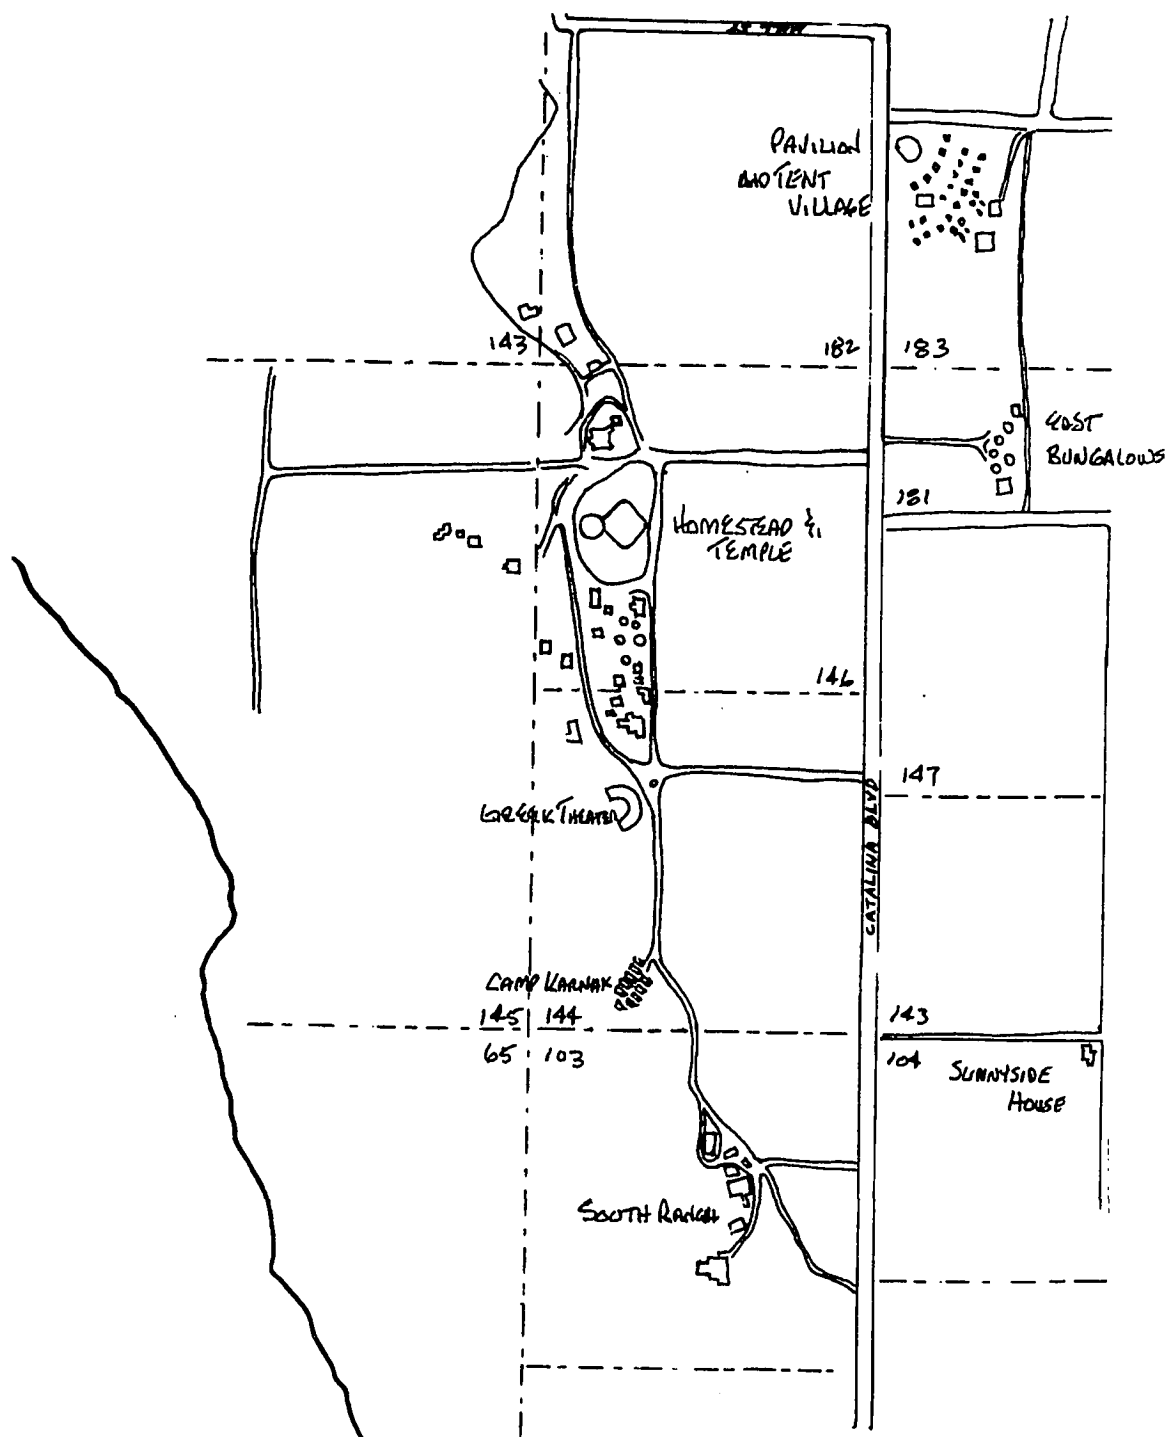 PAVILION
AND TENT
VILLAGE
143
182
183
EAST
BUNGALOWS
181
HOMESTEAD &
TEMPLE
146
147
GREEK THEATER
CATALINA BLVD
CAMP KARNAK
145
144
143
65
103
104
SUNNYSIDE
HOUSE
SOUTH RANCH